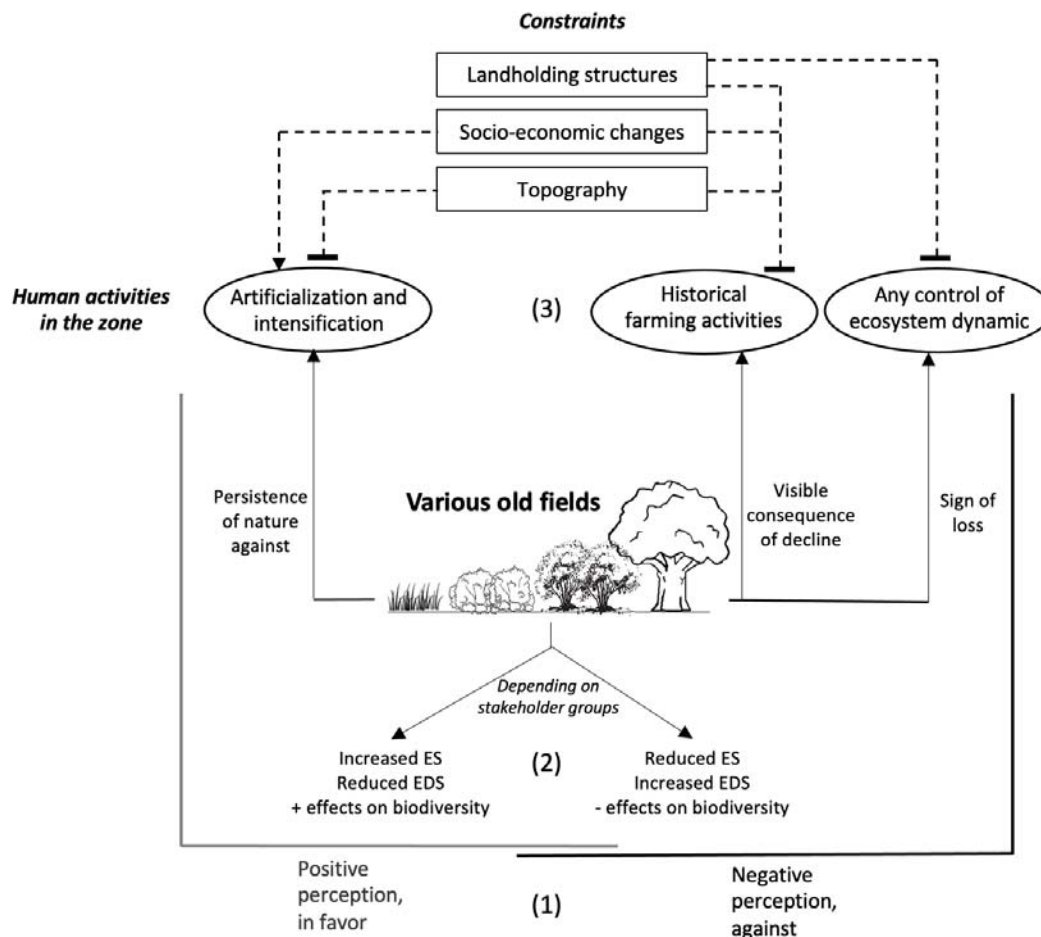 Constraints
Landholding structures
Socio-economic changes
Topography
Human activities
in the zone
Artificialization and
intensification
(3)
Historical
farming activities
Any control of
ecosystem dynamic
Persistence
of nature
against
Various old fields
Visible
consequence
of decline
Sign of
loss
Depending on
stakeholder groups
Increased ES
Reduced EDS
+ effects on biodiversity
(2)
Reduced ES
Increased EDS
- effects on biodiversity
Positive
perception,
in favor
(1)
Negative
perception,
against